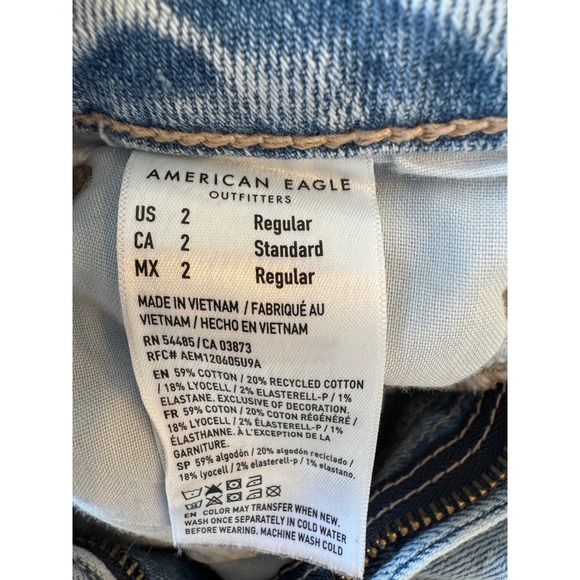 AMERICAN EAGLE
OUTFITTERS
US 2 Regular
CA 2 Standard
MX 2 Regular
MADE IN VIETNAM / FABRIQUÉ AU
VIETNAM / HECHO EN VIETNAM
RN 54485 / CA 03873
RFC# AEM120605U9A
EN 59% COTTON / 20% RECYCLED COTTON
/ 18% LYOCELL / 2% ELASTERELL-P / 1%
ELASTANE. EXCLUSIVE OF DECORATION.
FR 59% COTON / 20% COTON RÉGÉNÉRÉ /
18% LYOCELL / 2% ÉLASTERELL-P / 1%
ÉLASTHANNE. À L'EXCEPTION DE LA
GARNITURE.
SP 59% algodón / 20% algodón reciclado /
18% lyocell / 2% elasterell-p / 1% elastano.
EN COLOR MAY TRANSFER WHEN NEW.
WASH ONCE SEPARATELY IN COLD WATER
BEFORE WEARING. MACHINE WASH COLD